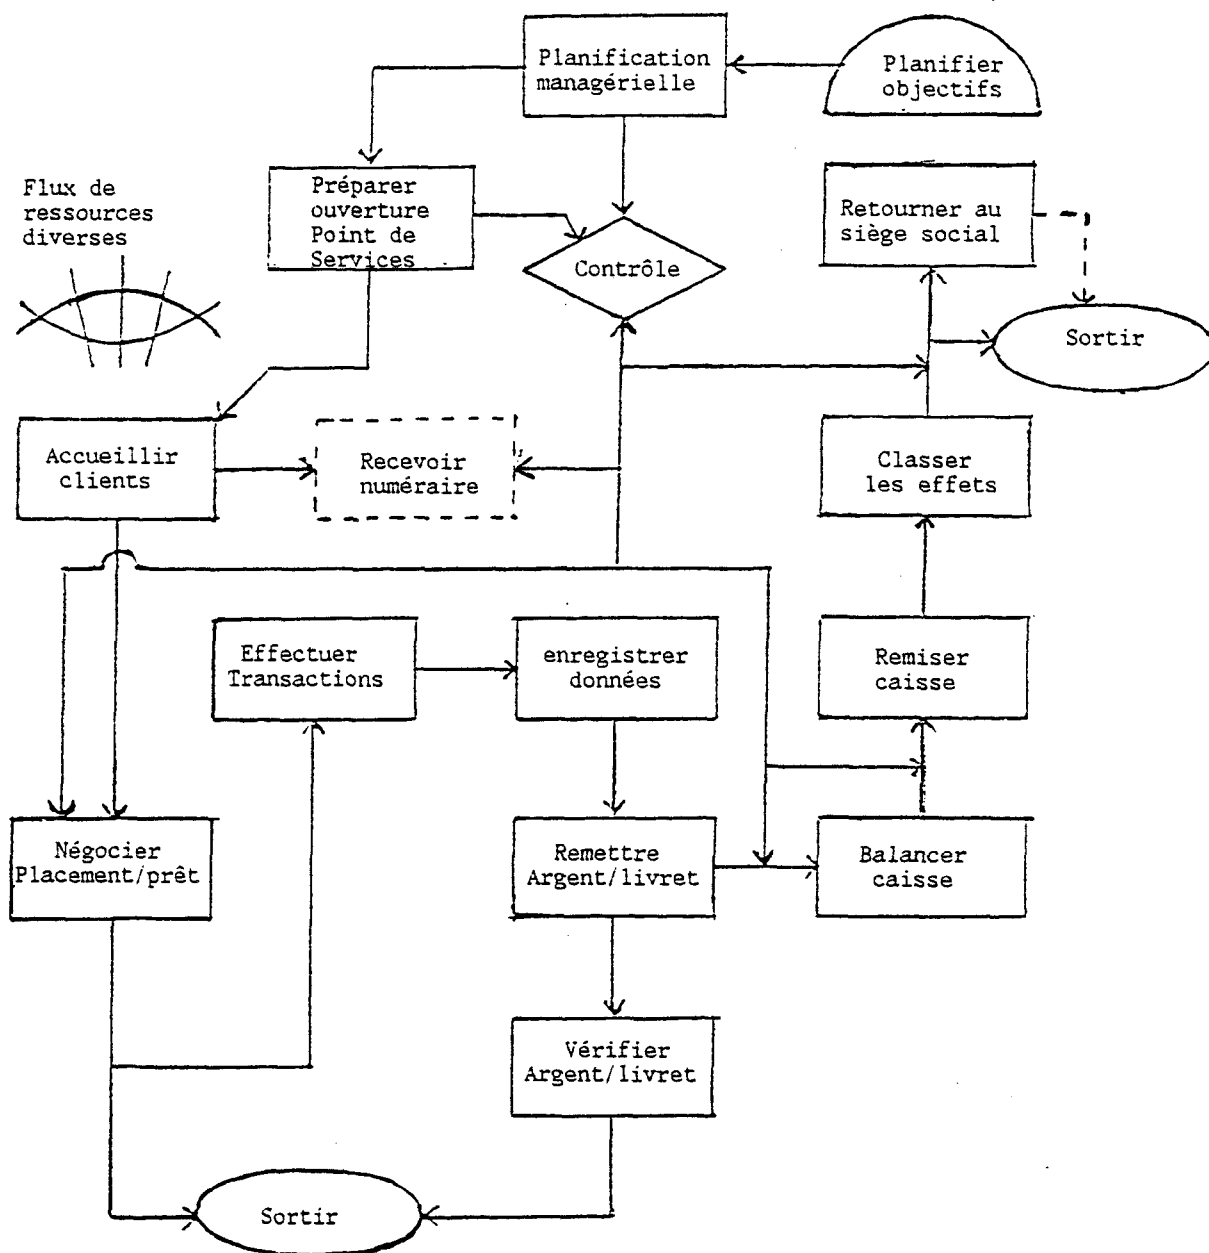 Planification
managérielle
Planifier
objectifs
Flux de
ressources
diverses
Préparer
ouverture
Point de
Services
Contrôle
Retourner au
siège social
Sortir
Accueillir
clients
Recevoir
numéraire
Classer
les effets
Effectuer
Transactions
enregistrer
données
Remiser
caisse
Négocier
Placement/prêt
Remettre
Argent/livret
Balancer
caisse
Vérifier
Argent/livret
Sortir